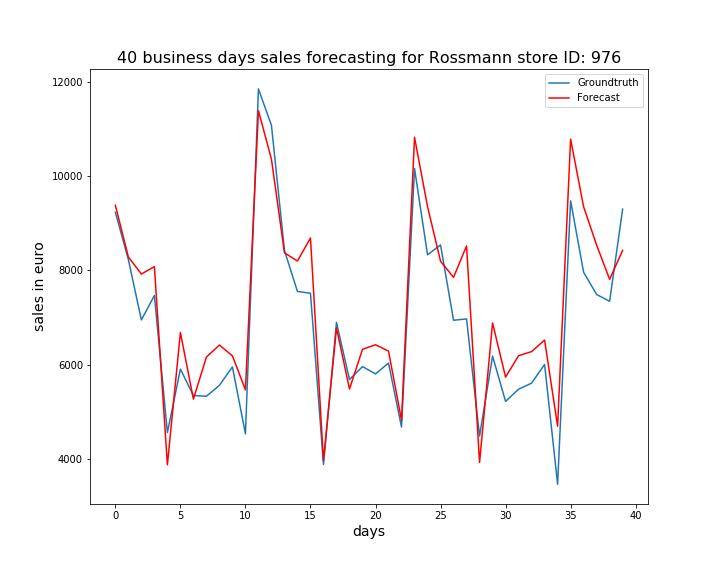 40 business days sales forecasting for Rossmann store ID: 976
Groundtruth
Forecast
12000
10000
8000
6000
4000
sales in euro
0 5 10 15 20 25 30 35 40
days